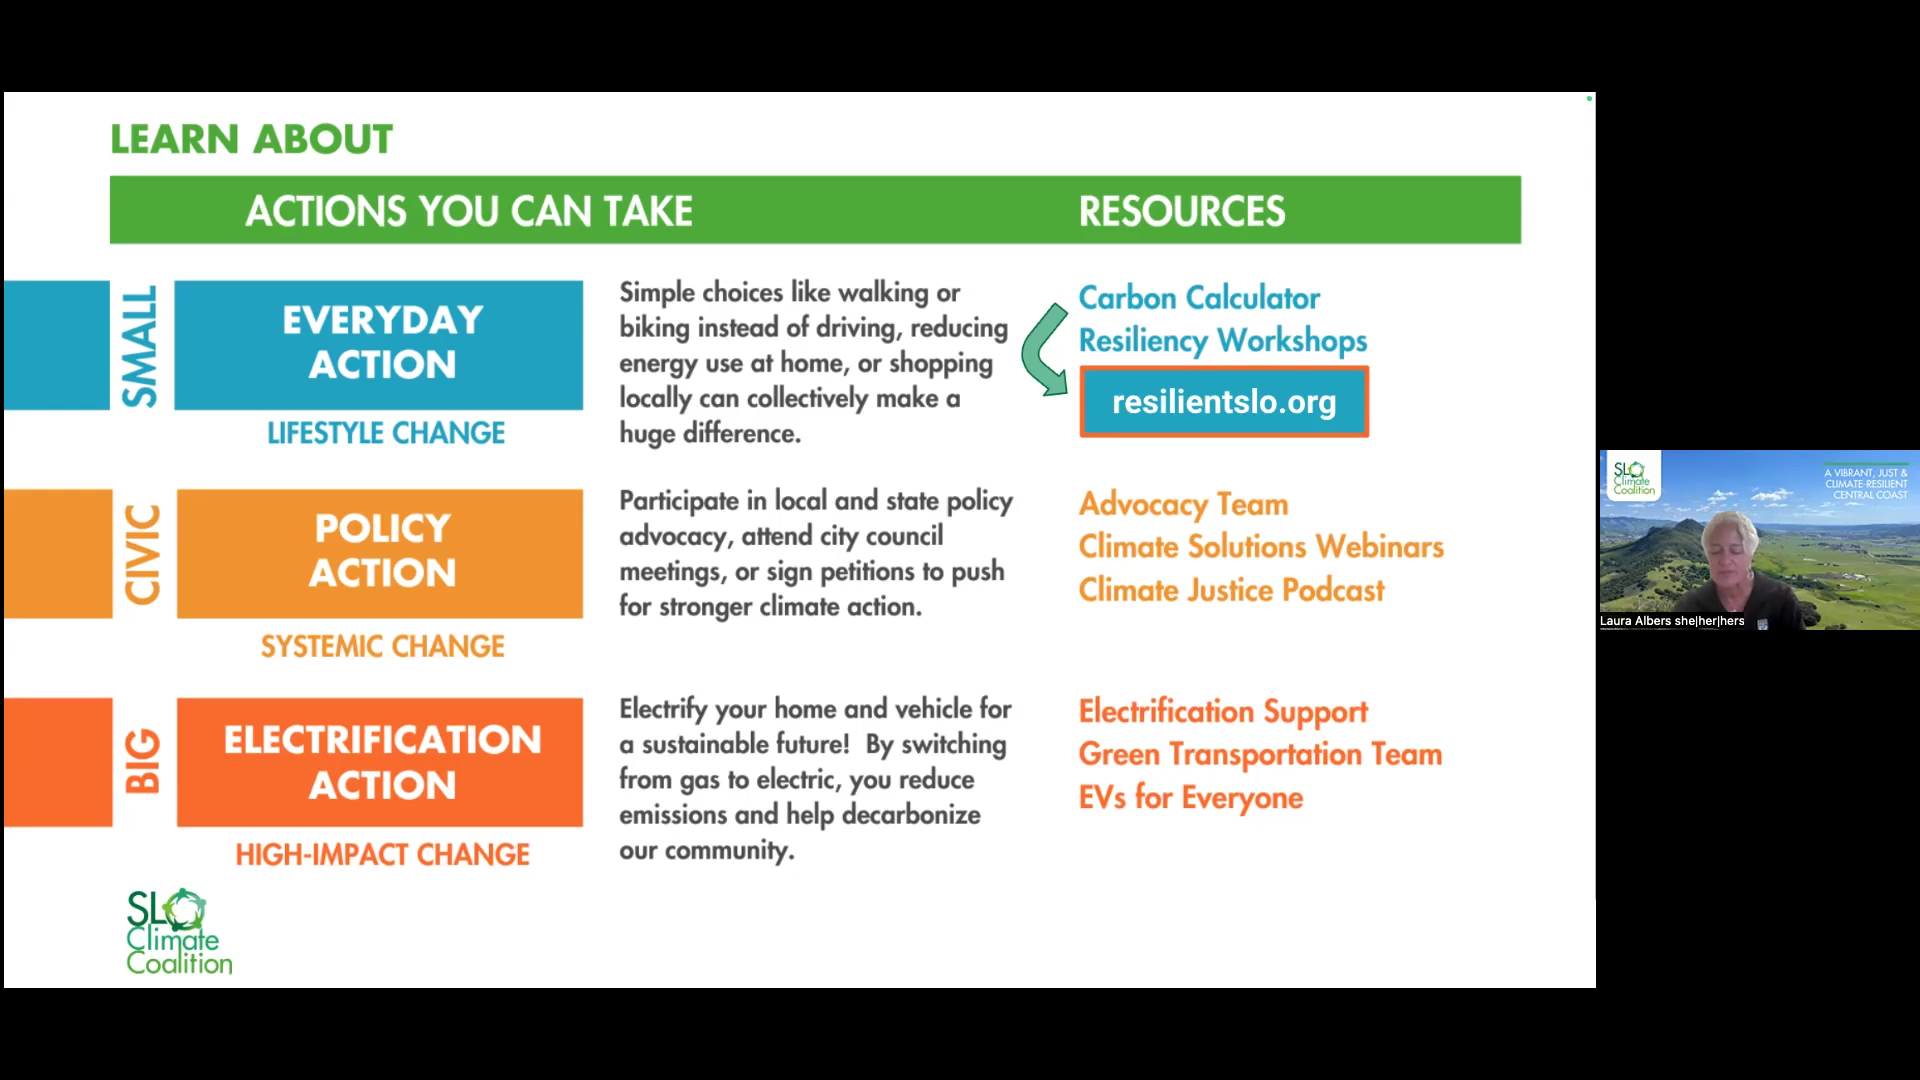 LEARN ABOUT
ACTIONS YOU CAN TAKE
RESOURCES
SMALL
EVERYDAY
ACTION
LIFESTYLE CHANGE
Simple choices like walking or
biking instead of driving, reducing
energy use at home, or shopping
locally can collectively make a
huge difference.
Carbon Calculator
Resiliency Workshops
resilientslo.org
CIVIC
POLICY
ACTION
SYSTEMIC CHANGE
Participate in local and state policy
advocacy, attend city council
meetings, or sign petitions to push
for stronger climate action.
Advocacy Team
Climate Solutions Webinars
Climate Justice Podcast
BIG
ELECTRIFICATION
ACTION
HIGH-IMPACT CHANGE
Electrify your home and vehicle for
a sustainable future! By switching
from gas to electric, you reduce
emissions and help decarbonize
our community.
Electrification Support
Green Transportation Team
EVs for Everyone
SLO
Climate
Coalition
SLO
Climate
Coalition
A VIBRANT, JUST &
CLIMATE-RESILIENT
CENTRAL COAST
Laura Albers she|her|hers